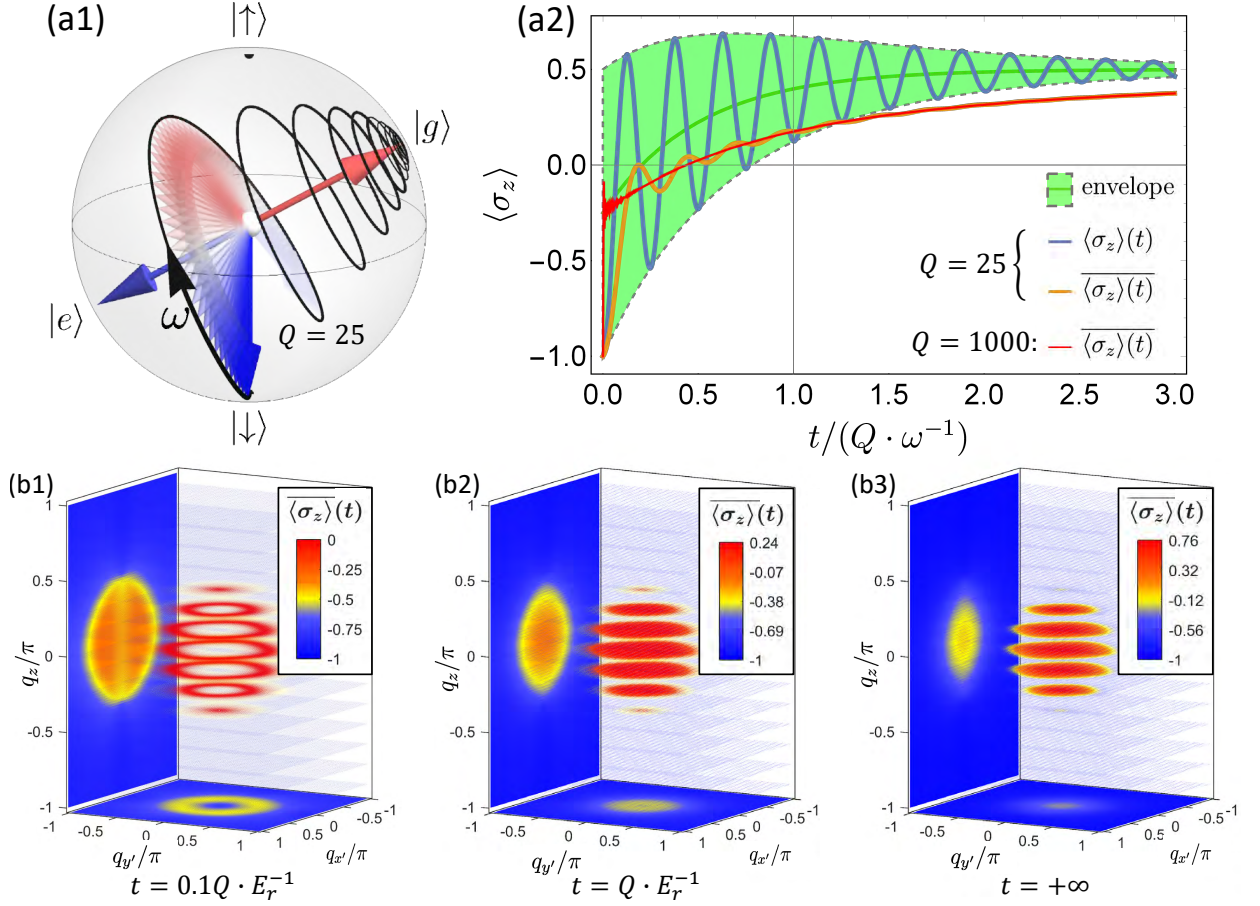 (a1)
|↑⟩
|g⟩
|e⟩
ω
Q = 25
|↓⟩
(a2)
⟨σ_z⟩
0.5
0.0
−0.5
−1.0
0.0 0.5 1.0 1.5 2.0 2.5 3.0
t/(Q · ω⁻¹)
envelope
Q = 25 { ⟨σ_z⟩(t)
\overline{⟨σ_z⟩}(t)
Q = 1000: \overline{⟨σ_z⟩}(t)
(b1)
\overline{⟨σ_z⟩}(t)
0
-0.25
-0.5
-0.75
-1
q_z/π
1
0.5
0
-0.5
-1
-1 -0.5 0 0.5 1
q_{y'}/π
1 0.5 0 -0.5 -1
q_{x'}/π
t = 0.1Q · E_r⁻¹
(b2)
\overline{⟨σ_z⟩}(t)
0.24
-0.07
-0.38
-0.69
-1
q_z/π
1
0.5
0
-0.5
-1
-1 -0.5 0 0.5 1
q_{y'}/π
1 0.5 0 -0.5 -1
q_{x'}/π
t = Q · E_r⁻¹
(b3)
\overline{⟨σ_z⟩}(t)
0.76
0.32
-0.12
-0.56
-1
q_z/π
1
0.5
0
-0.5
-1
-1 -0.5 0 0.5 1
q_{y'}/π
1 0.5 0 -0.5 -1
q_{x'}/π
t = +∞